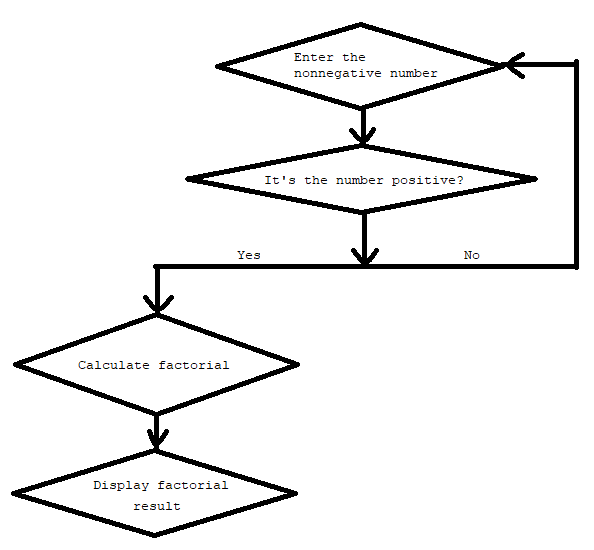 Enter the
nonnegative number
It's the number positive?
Yes
No
Calculate factorial
Display factorial
result